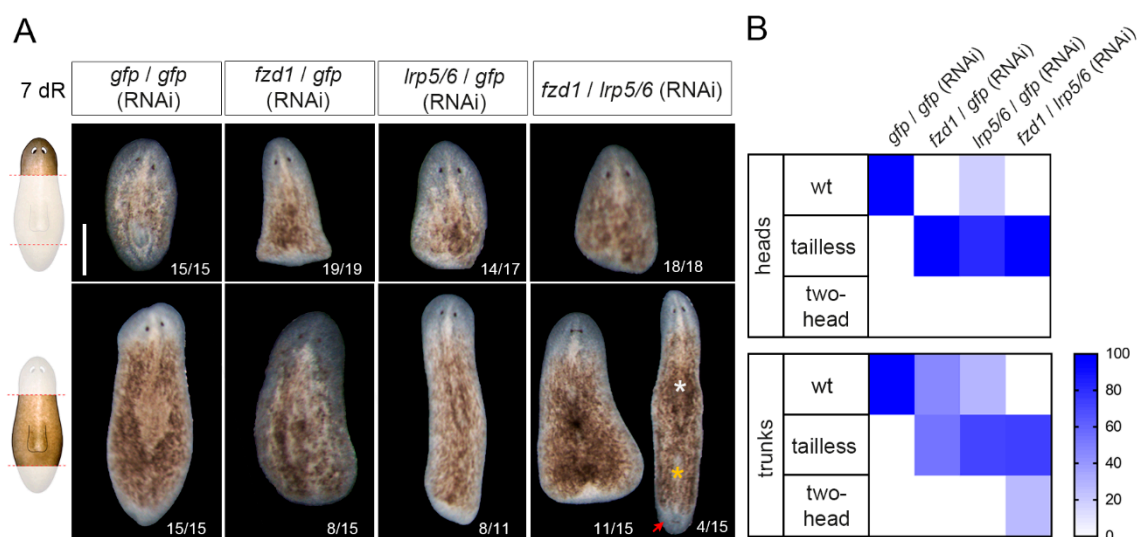 A
7 dR
gfp / gfp
(RNAi)
fzd1 / gfp
(RNAi)
lrp5/6 / gfp
(RNAi)
fzd1 / lrp5/6 (RNAi)
15/15
19/19
14/17
18/18
*
*
15/15
8/15
8/11
11/15
4/15
B
gfp / gfp (RNAi)
fzd1 / gfp (RNAi)
lrp5/6 / gfp (RNAi)
fzd1 / lrp5/6 (RNAi)
heads
wt
tailless
two-
head
trunks
wt
tailless
two-
head
100
80
60
40
20
0